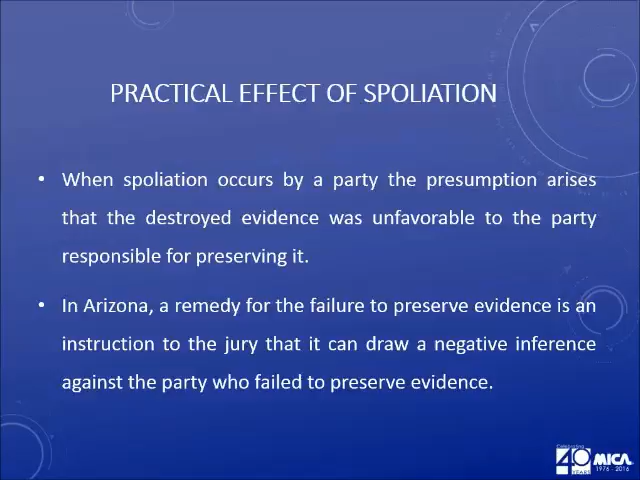 PRACTICAL EFFECT OF SPOLIATION
• When spoliation occurs by a party the presumption arises
that the destroyed evidence was unfavorable to the party
responsible for preserving it.
• In Arizona, a remedy for the failure to preserve evidence is an
instruction to the jury that it can draw a negative inference
against the party who failed to preserve evidence.
Celebrating
40 MICA
YEARS 1976 - 2016